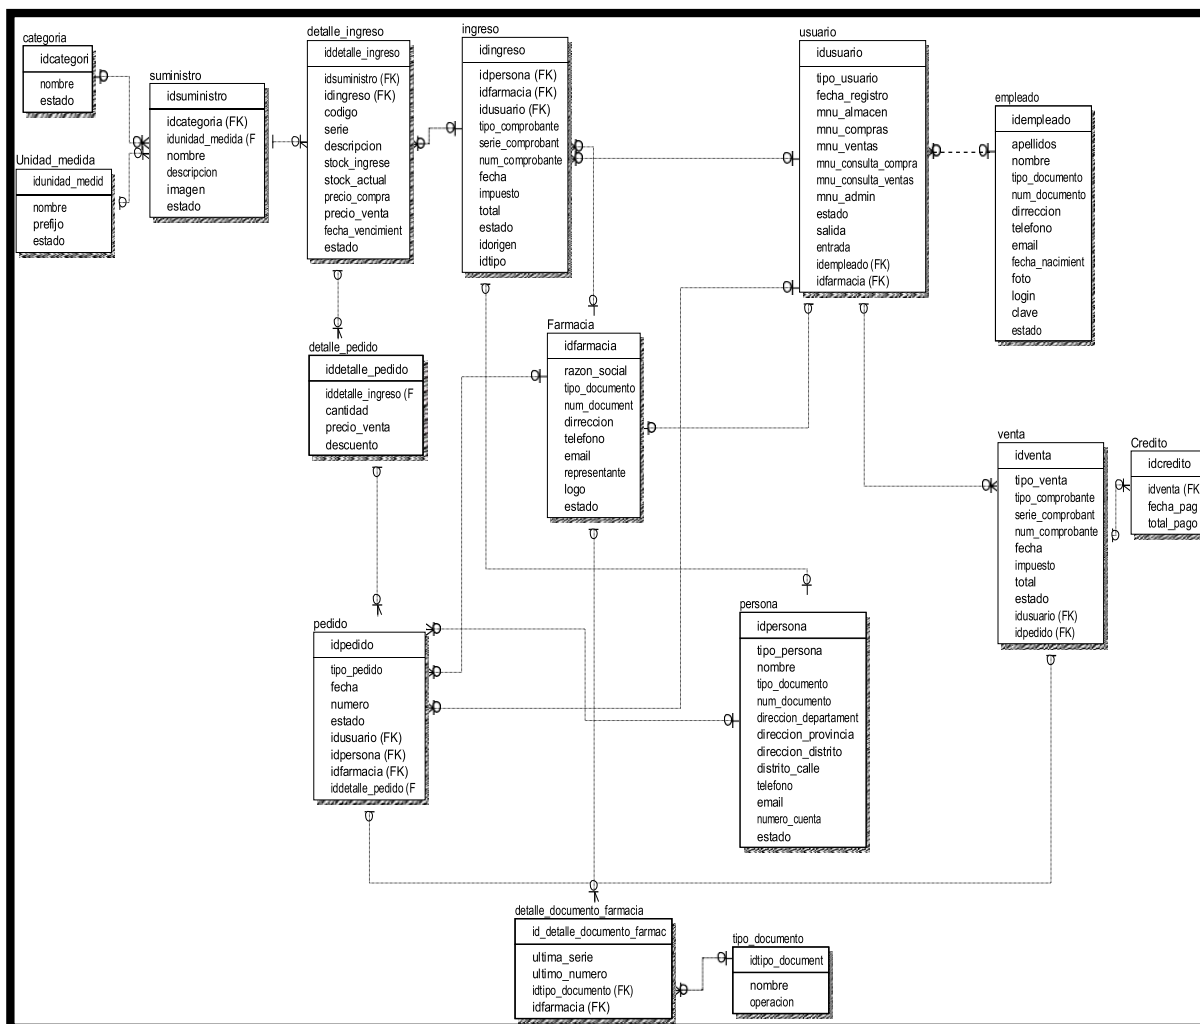 categoria
idcategori
nombre
estado
Unidad_medida
idunidad_medid
nombre
prefijo
estado
suministro
idsuministro
idcategoria (FK)
idunidad_medida (F
nombre
descripcion
imagen
estado
detalle_ingreso
iddetalle_ingreso
idsuministro (FK)
idingreso (FK)
codigo
serie
descripcion
stock_ingrese
stock_actual
precio_compra
precio_venta
fecha_vencimient
estado
ingreso
idingreso
idpersona (FK)
idfarmacia (FK)
idusuario (FK)
tipo_comprobante
serie_comprobant
num_comprobante
fecha
impuesto
total
estado
idorigen
idtipo
usuario
idusuario
tipo_usuario
fecha_registro
mnu_almacen
mnu_compras
mnu_ventas
mnu_consulta_compra
mnu_consulta_ventas
mnu_admin
estado
salida
entrada
idempleado (FK)
idfarmacia (FK)
empleado
idempleado
apellidos
nombre
tipo_documento
num_documento
dirreccion
telefono
email
fecha_nacimient
foto
login
clave
estado
detalle_pedido
iddetalle_pedido
iddetalle_ingreso (F
cantidad
precio_venta
descuento
Farmacia
idfarmacia
razon_social
tipo_documento
num_document
dirreccion
telefono
email
representante
logo
estado
venta
idventa
tipo_venta
tipo_comprobante
serie_comprobant
num_comprobante
fecha
impuesto
total
estado
idusuario (FK)
idpedido (FK)
Credito
idcredito
idventa (FK
fecha_pag
total_pago
pedido
idpedido
tipo_pedido
fecha
numero
estado
idusuario (FK)
idpersona (FK)
idfarmacia (FK)
iddetalle_pedido (F
persona
idpersona
tipo_persona
nombre
tipo_documento
num_documento
direccion_departament
direccion_provincia
direccion_distrito
distrito_calle
telefono
email
numero_cuenta
estado
detalle_documento_farmacia
id_detalle_documento_farmac
ultima_serie
ultimo_numero
idtipo_documento (FK)
idfarmacia (FK)
tipo_documento
idtipo_document
nombre
operacion